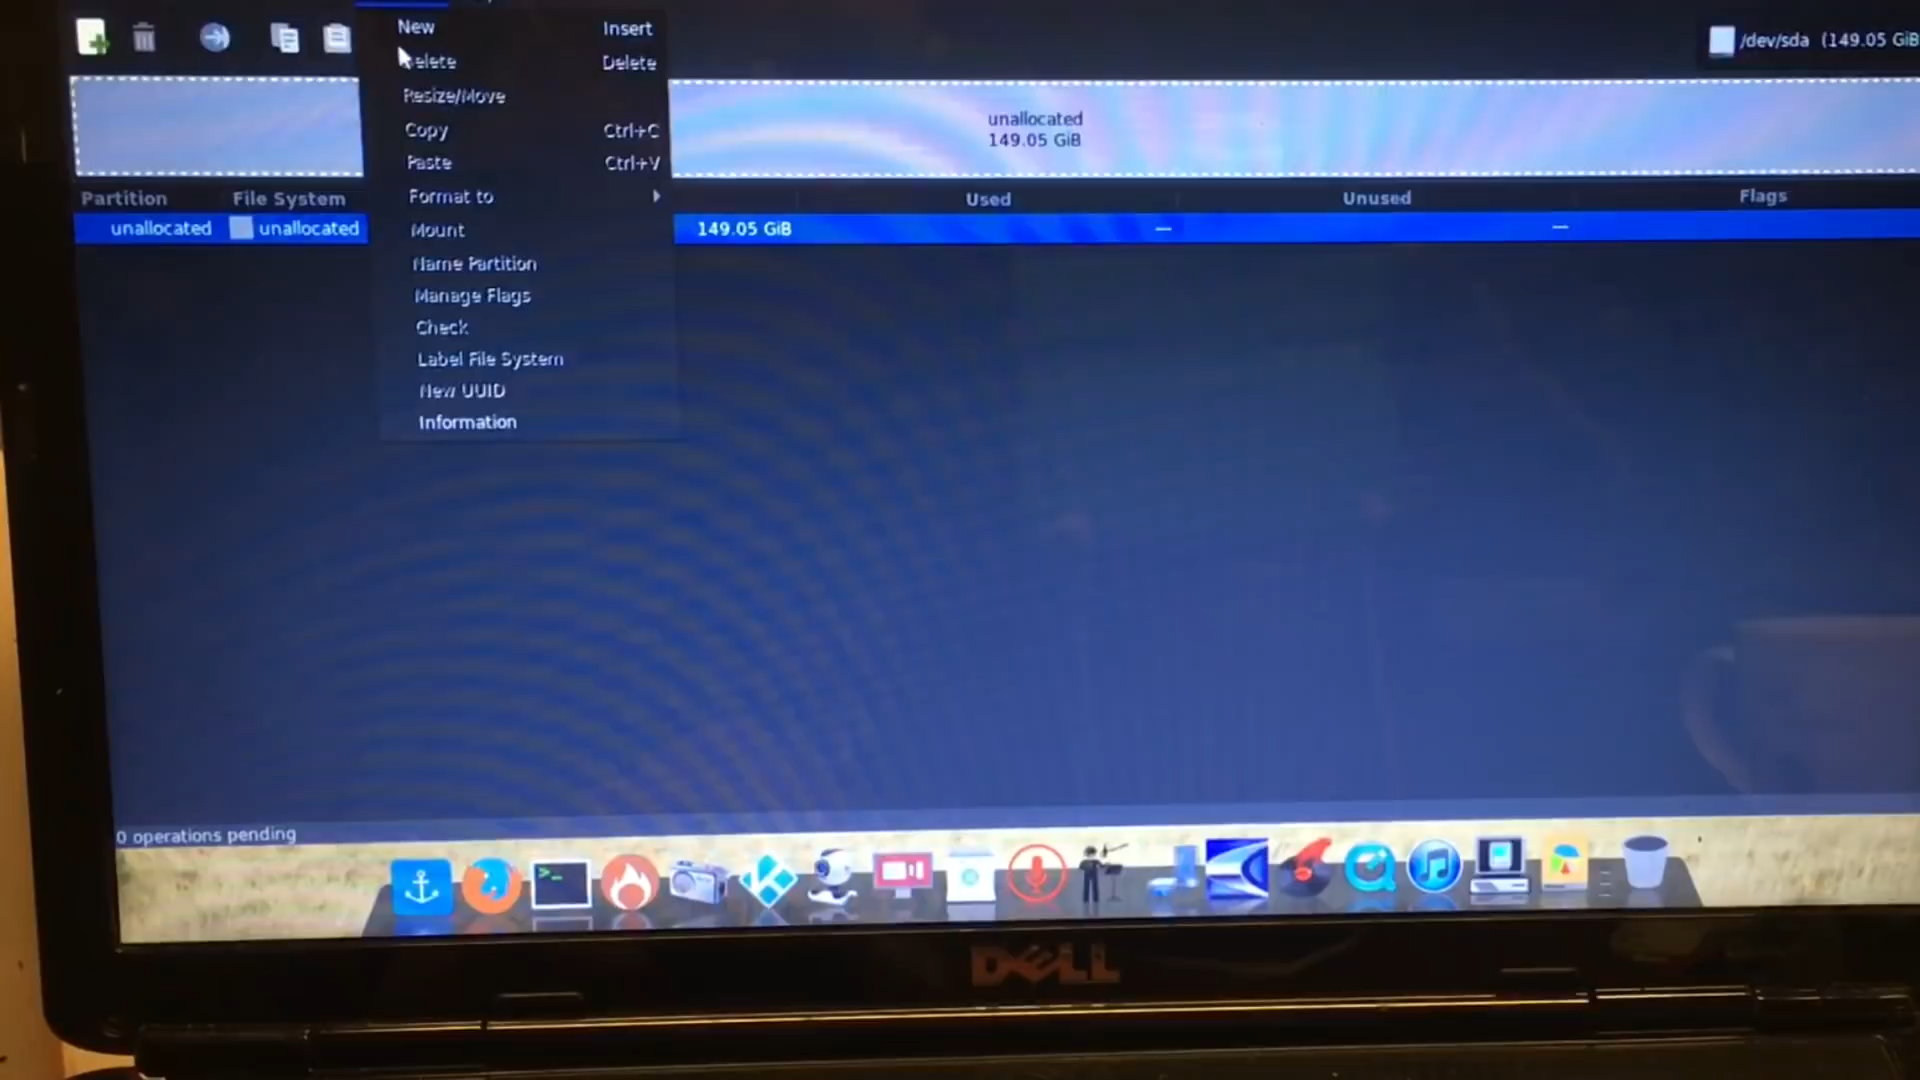 New Insert
Delete Delete
Resize/Move
Copy Ctrl+C
Paste Ctrl+V
Format to
Mount
Name Partition
Manage Flags
Check
Label File System
New UUID
Information
/dev/sda (149.05 GiB
unallocated
149.05 GiB
Partition File System Used Unused Flags
unallocated unallocated 149.05 GiB — —
0 operations pending
DELL